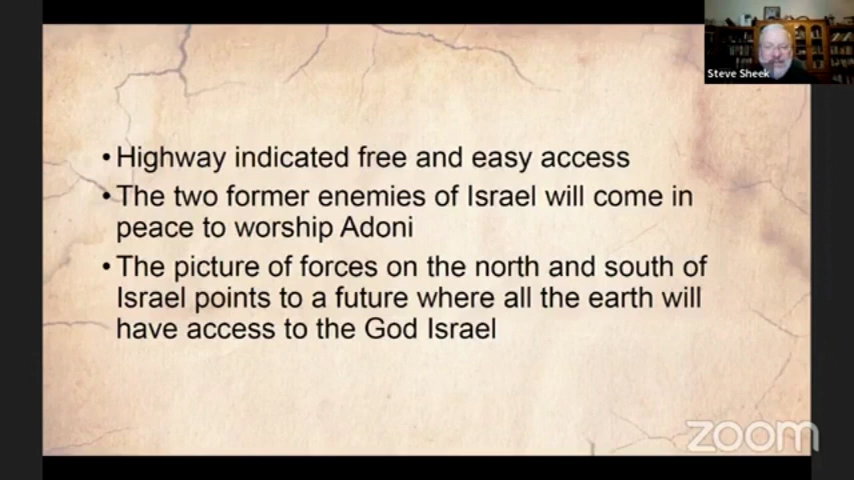 Steve Sheek
• Highway indicated free and easy access
• The two former enemies of Israel will come in
peace to worship Adoni
• The picture of forces on the north and south of
Israel points to a future where all the earth will
have access to the God Israel
zoom